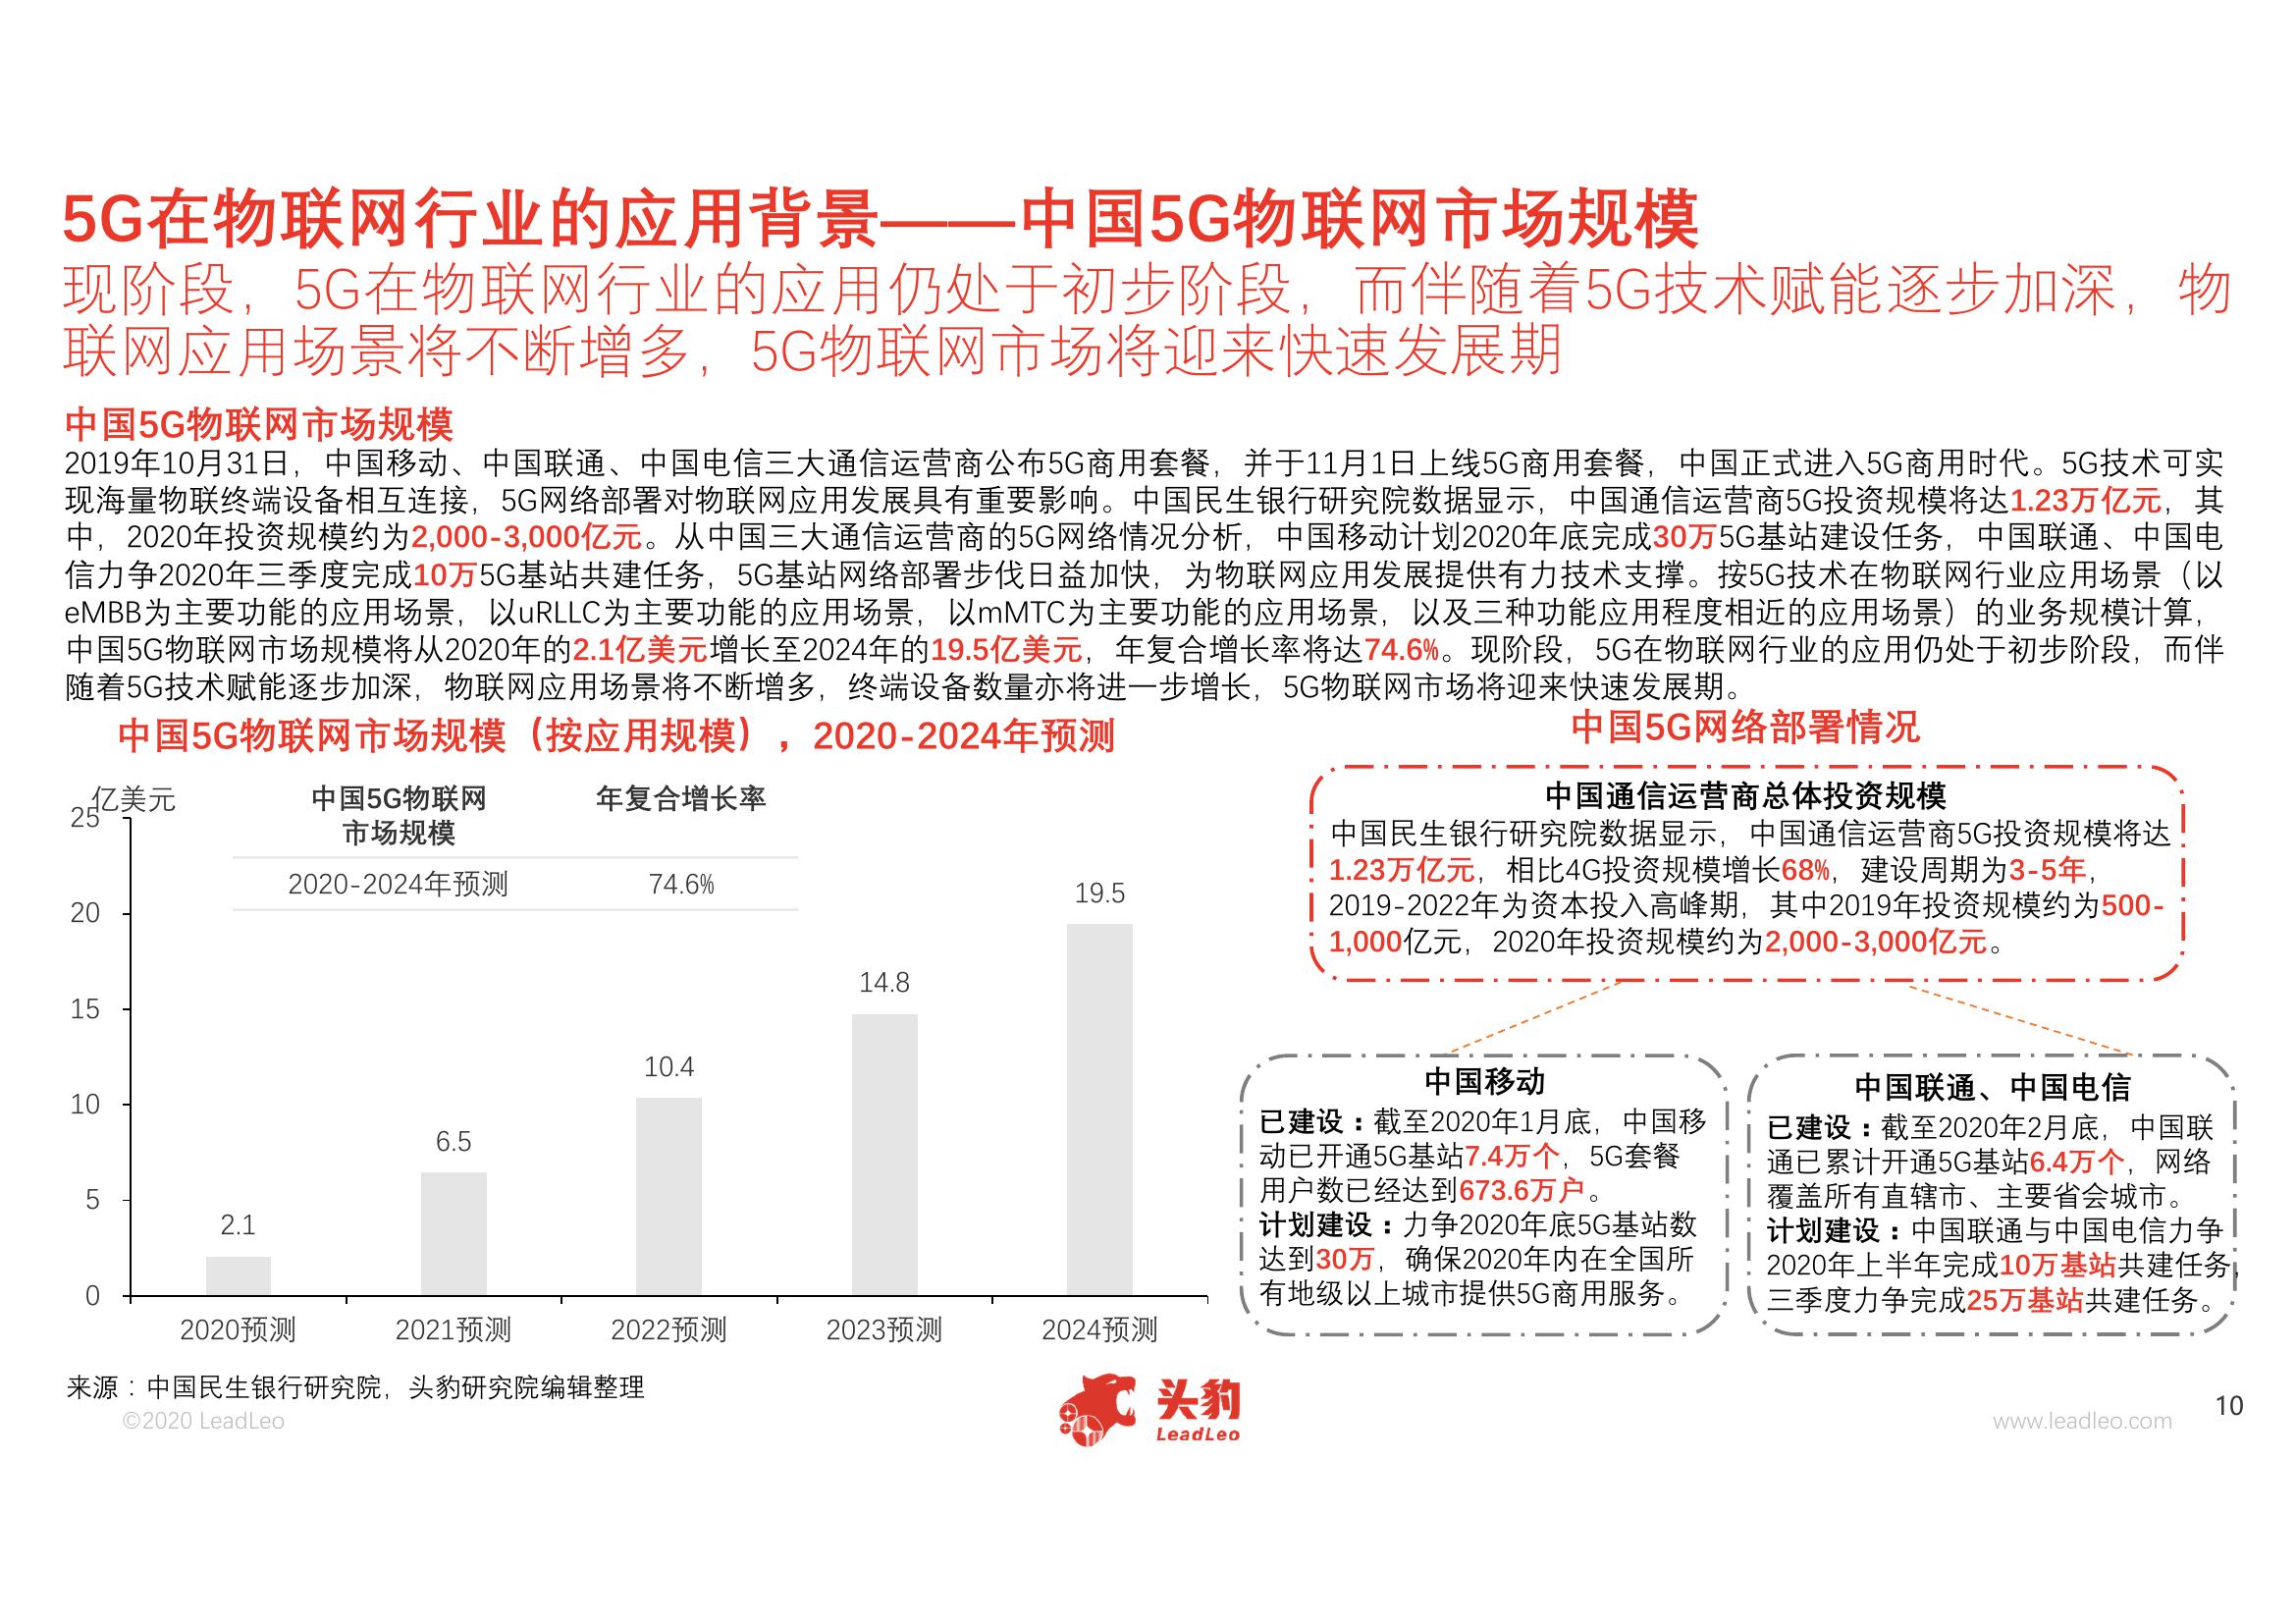 5G在物联网行业的应用背景——中国5G物联网市场规模
现阶段，5G在物联网行业的应用仍处于初步阶段，而伴随着5G技术赋能逐步加深，物
联网应用场景将不断增多，5G物联网市场将迎来快速发展期
中国5G物联网市场规模
2019年10月31日，中国移动、中国联通、中国电信三大通信运营商公布5G商用套餐，并于11月1日上线5G商用套餐，中国正式进入5G商用时代。5G技术可实
现海量物联终端设备相互连接，5G网络部署对物联网应用发展具有重要影响。中国民生银行研究院数据显示，中国通信运营商5G投资规模将达1.23万亿元，其
中，2020年投资规模约为2,000-3,000亿元。从中国三大通信运营商的5G网络情况分析，中国移动计划2020年底完成30万5G基站建设任务，中国联通、中国电
信力争2020年三季度完成10万5G基站共建任务，5G基站网络部署步伐日益加快，为物联网应用发展提供有力技术支撑。按5G技术在物联网行业应用场景（以
eMBB为主要功能的应用场景，以uRLLC为主要功能的应用场景，以mMTC为主要功能的应用场景，以及三种功能应用程度相近的应用场景）的业务规模计算，
中国5G物联网市场规模将从2020年的2.1亿美元增长至2024年的19.5亿美元，年复合增长率将达74.6%。现阶段，5G在物联网行业的应用仍处于初步阶段，而伴
随着5G技术赋能逐步加深，物联网应用场景将不断增多，终端设备数量亦将进一步增长，5G物联网市场将迎来快速发展期。
中国5G物联网市场规模（按应用规模），2020-2024年预测
亿美元
中国5G物联网
市场规模
年复合增长率
2020-2024年预测
74.6%
25
20
15
10
5
0
2.1
6.5
10.4
14.8
19.5
2020预测
2021预测
2022预测
2023预测
2024预测
中国5G网络部署情况
中国通信运营商总体投资规模
中国民生银行研究院数据显示，中国通信运营商5G投资规模将达
1.23万亿元，相比4G投资规模增长68%，建设周期为3-5年，
2019-2022年为资本投入高峰期，其中2019年投资规模约为500-
1,000亿元，2020年投资规模约为2,000-3,000亿元。
中国移动
已建设：截至2020年1月底，中国移
动已开通5G基站7.4万个，5G套餐
用户数已经达到673.6万户。
计划建设：力争2020年底5G基站数
达到30万，确保2020年内在全国所
有地级以上城市提供5G商用服务。
中国联通、中国电信
已建设：截至2020年2月底，中国联
通已累计开通5G基站6.4万个，网络
覆盖所有直辖市、主要省会城市。
计划建设：中国联通与中国电信力争
2020年上半年完成10万基站共建任务，
三季度力争完成25万基站共建任务。
来源：中国民生银行研究院，头豹研究院编辑整理
©2020 LeadLeo
头豹
LeadLeo
www.leadleo.com
10